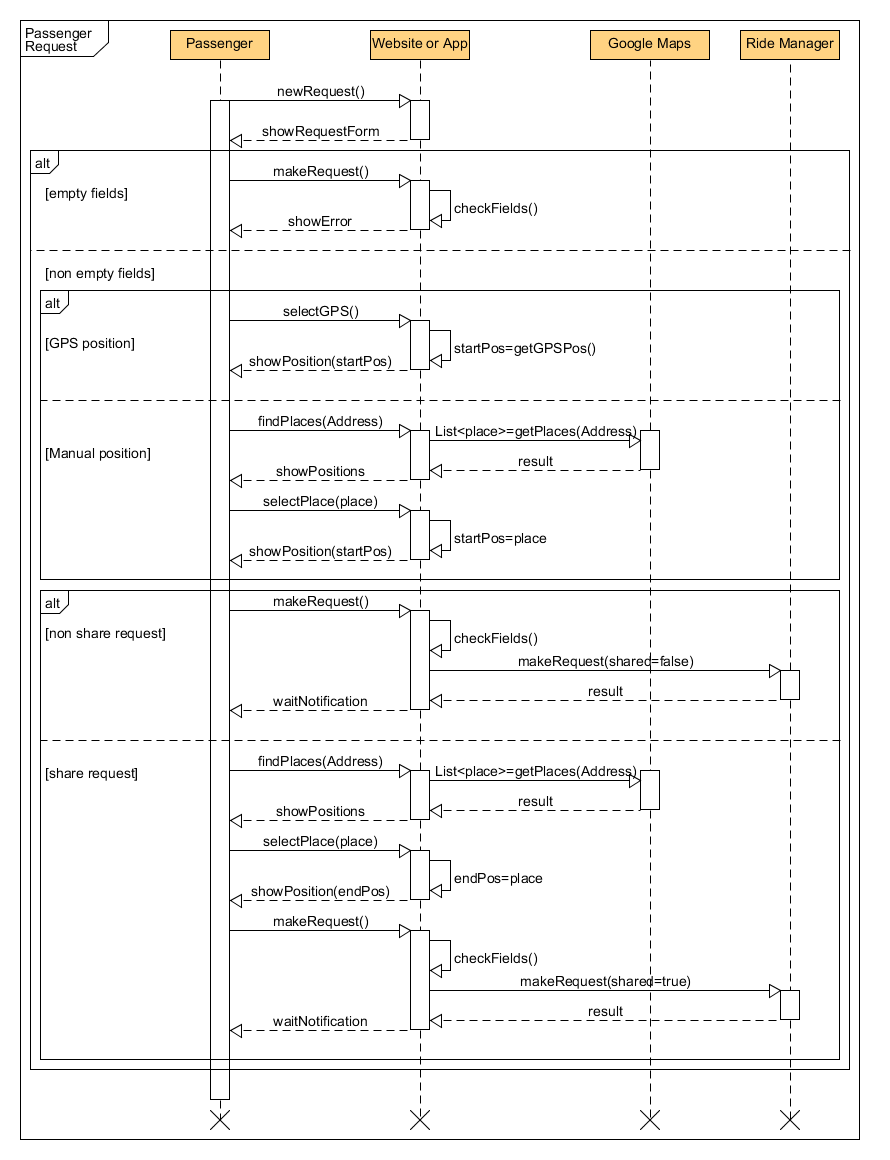 Passenger
Request
Passenger
Website or App
Google Maps
Ride Manager
newRequest()
showRequestForm
alt
makeRequest()
[empty fields]
checkFields()
showError
[non empty fields]
alt
selectGPS()
[GPS position]
startPos=getGPSPos()
showPosition(startPos)
findPlaces(Address)
List<place>=getPlaces(Address)
[Manual position]
result
showPositions
selectPlace(place)
startPos=place
showPosition(startPos)
alt
makeRequest()
[non share request]
checkFields()
makeRequest(shared=false)
result
waitNotification
findPlaces(Address)
[share request]
List<place>=getPlaces(Address)
result
showPositions
selectPlace(place)
endPos=place
showPosition(endPos)
makeRequest()
checkFields()
makeRequest(shared=true)
result
waitNotification